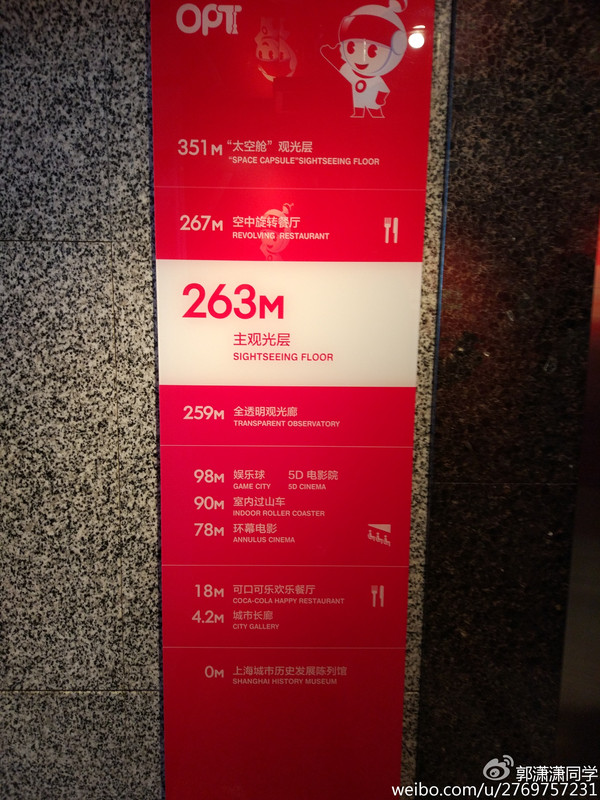 OPT
351M “太空舱”观光层
“SPACE CAPSULE”SIGHTSEEING FLOOR
267M 空中旋转餐厅
REVOLVING RESTAURANT
263M
主观光层
SIGHTSEEING FLOOR
259M 全透明观光廊
TRANSPARENT OBSERVATORY
98M 娱乐球 5D 电影院
GAME CITY 5D CINEMA
90M 室内过山车
INDOOR ROLLER COASTER
78M 环幕电影
ANNULUS CINEMA
18M 可口可乐欢乐餐厅
COCA-COLA HAPPY RESTAURANT
4.2M 城市长廊
CITY GALLERY
0M 上海城市历史发展陈列馆
SHANGHAI HISTORY MUSEUM
郭潇潇同学
weibo.com/u/2769757231